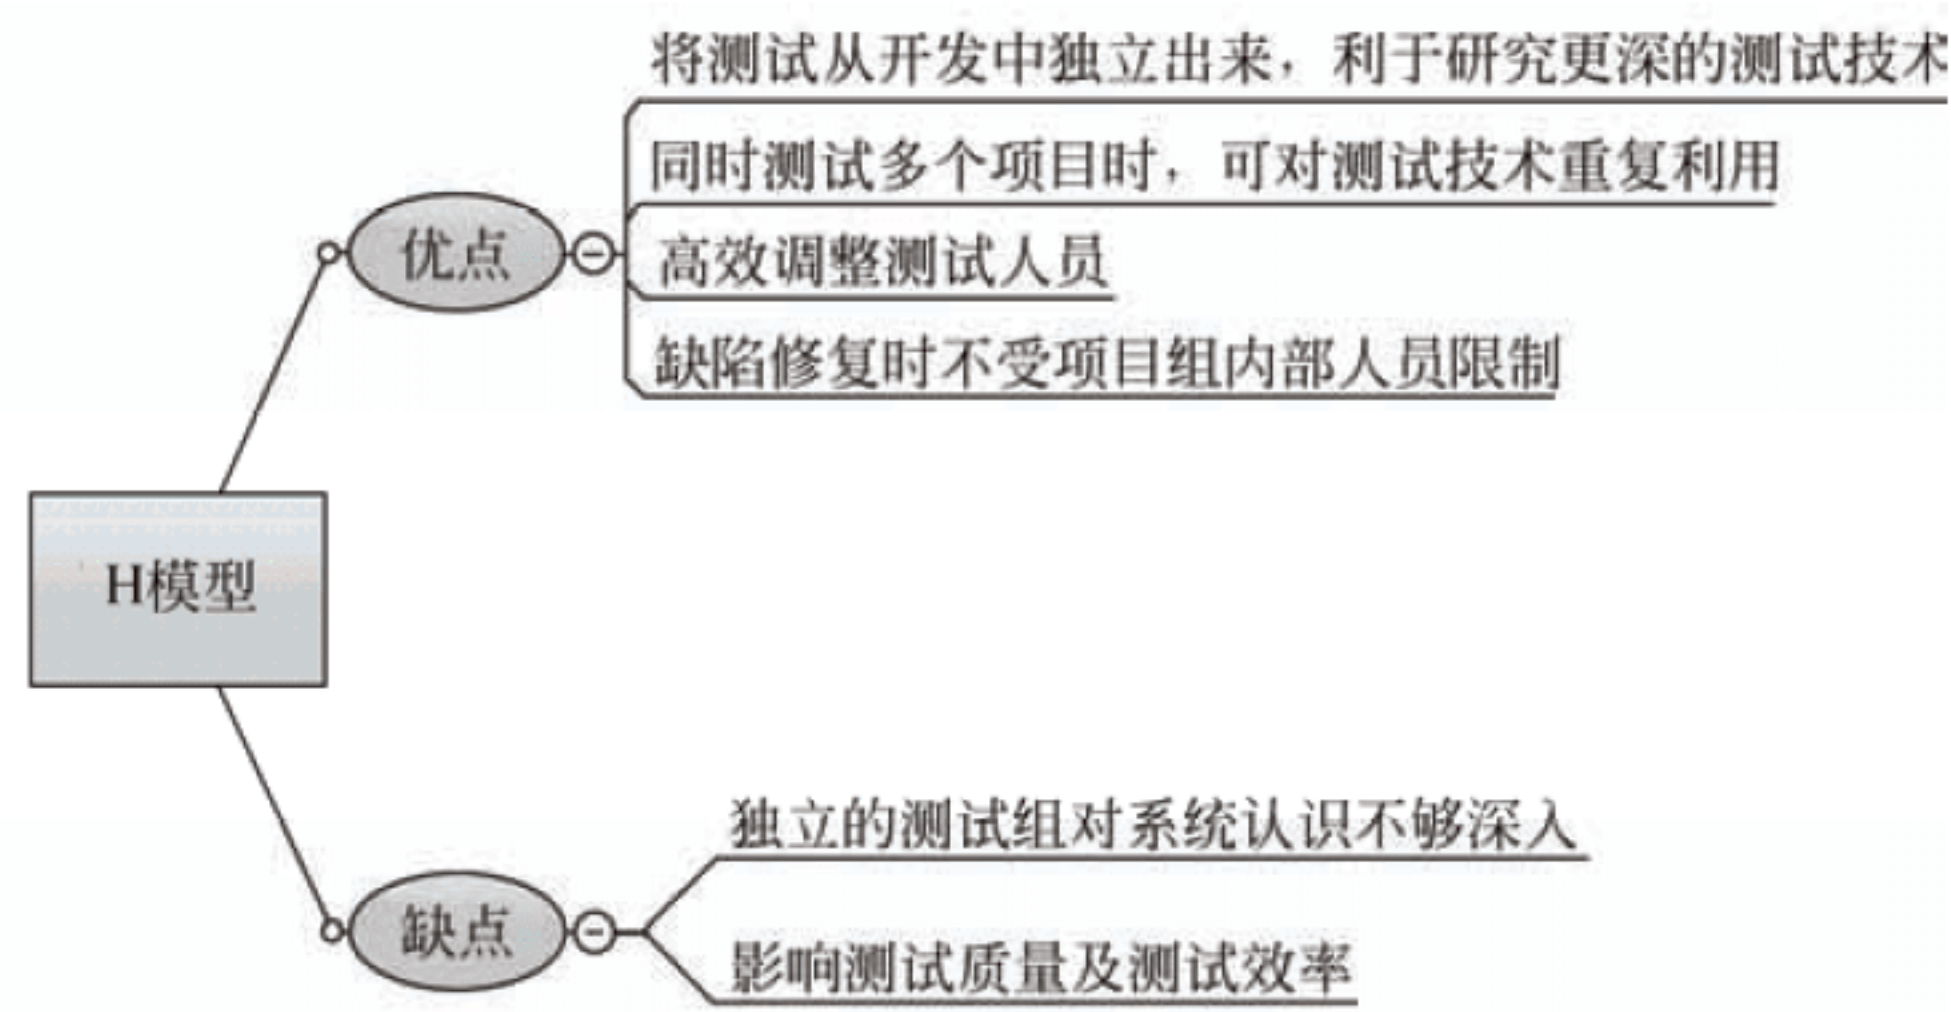 将测试从开发中独立出来，利于研究更深的测试技术
同时测试多个项目时，可对测试技术重复利用
优点
高效调整测试人员
缺陷修复时不受项目组内部人员限制
H模型
独立的测试组对系统认识不够深入
缺点
影响测试质量及测试效率